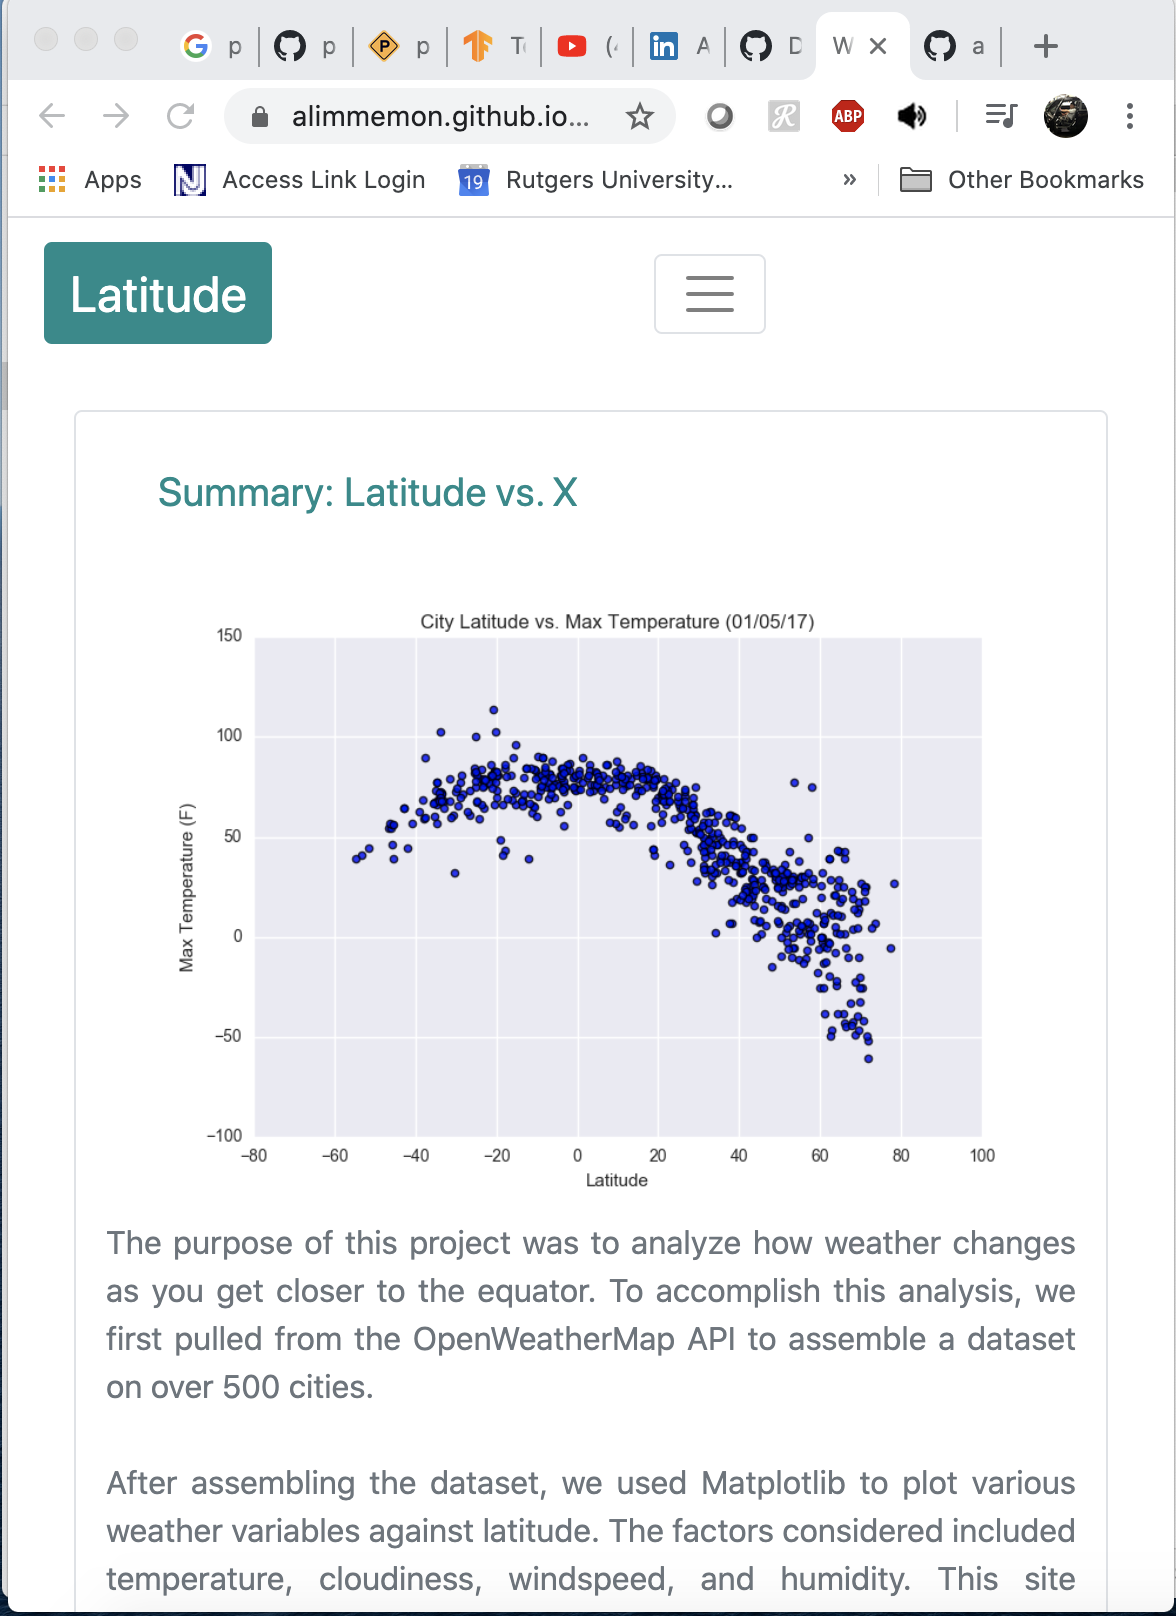 p p p T ( A D W a
alimmemon.github.io... ABP
Apps Access Link Login 19 Rutgers University... » Other Bookmarks
Latitude
Summary: Latitude vs. X
City Latitude vs. Max Temperature (01/05/17)
150
100
50
0
−50
−100
Max Temperature (F)
−80 −60 −40 −20 0 20 40 60 80 100
Latitude
The purpose of this project was to analyze how weather changes
as you get closer to the equator. To accomplish this analysis, we
first pulled from the OpenWeatherMap API to assemble a dataset
on over 500 cities.
After assembling the dataset, we used Matplotlib to plot various
weather variables against latitude. The factors considered included
temperature, cloudiness, windspeed, and humidity. This site